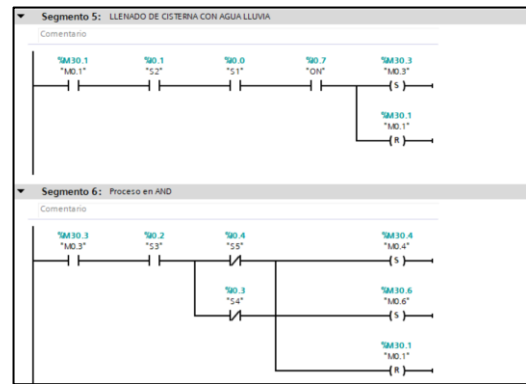 Segmento 5: LLENADO DE CISTERNA CON AGUA LLUVIA
Comentario
%M30.1 %I0.1 %I0.0 %I0.7 %M30.3
"M0.1" "S2" "S1" "ON" "M0.3"
S
%M30.1
"M0.1"
R
Segmento 6: Proceso en AND
Comentario
%M30.3 %I0.2 %I0.4 %M30.4
"M0.3" "S3" "S5" "M0.4"
S
%I0.3 %M30.6
"S4" "M0.6"
S
%M30.1
"M0.1"
R